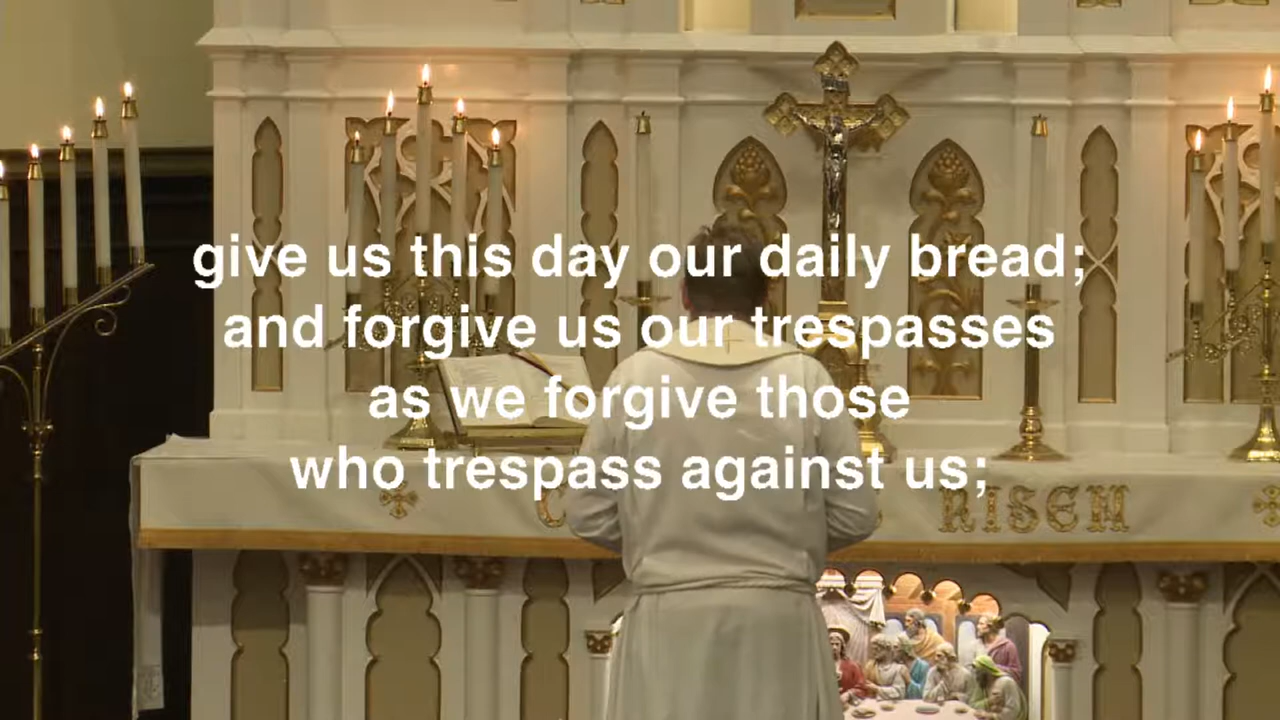 give us this day our daily bread;
and forgive us our trespasses
as we forgive those
who trespass against us;
RISEN